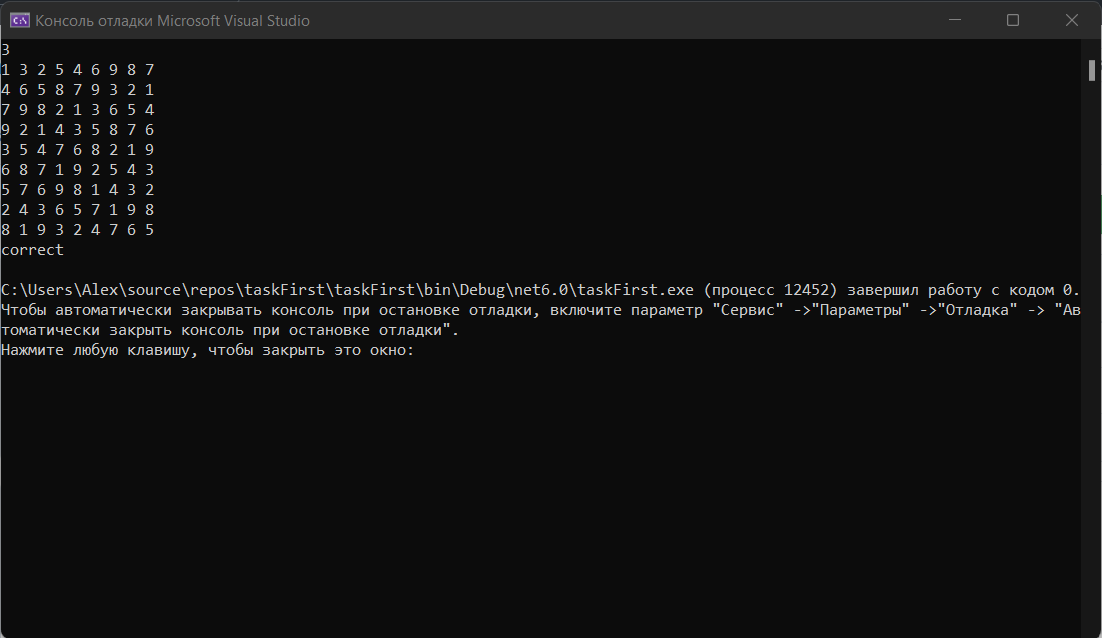 Консоль отладки Microsoft Visual Studio
3
1 3 2 5 4 6 9 8 7
4 6 5 8 7 9 3 2 1
7 9 8 2 1 3 6 5 4
9 2 1 4 3 5 8 7 6
3 5 4 7 6 8 2 1 9
6 8 7 1 9 2 5 4 3
5 7 6 9 8 1 4 3 2
2 4 3 6 5 7 1 9 8
8 1 9 3 2 4 7 6 5
correct
C:\Users\Alex\source\repos\taskFirst\taskFirst\bin\Debug\net6.0\taskFirst.exe (процесс 12452) завершил работу с кодом 0.
Чтобы автоматически закрывать консоль при остановке отладки, включите параметр "Сервис" ->"Параметры" ->"Отладка" -> "Ав
томатически закрыть консоль при остановке отладки".
Нажмите любую клавишу, чтобы закрыть это окно: